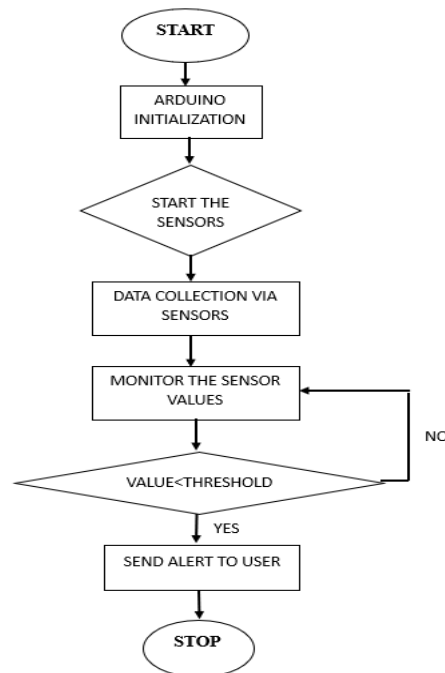 START
ARDUINO
INITIALIZATION
START THE
SENSORS
DATA COLLECTION VIA
SENSORS
MONITOR THE SENSOR
VALUES
NO
VALUE<THRESHOLD
YES
SEND ALERT TO USER
STOP